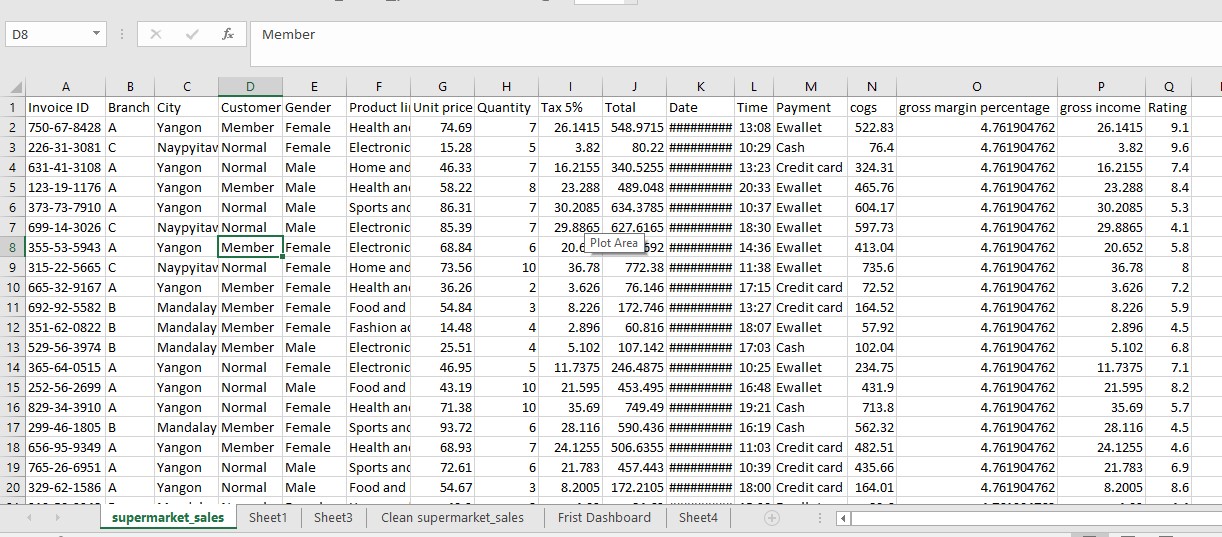 D8 fx Member
A B C D E F G H I J K L M N O P Q
1 Invoice ID Branch City Customer Gender Product li Unit price Quantity Tax 5% Total Date Time Payment cogs gross margin percentage gross income Rating
2 750-67-8428 A Yangon Member Female Health and 74.69 7 26.1415 548.9715 ######### 13:08 Ewallet 522.83 4.761904762 26.1415 9.1
3 226-31-3081 C Naypyitaw Normal Female Electronic 15.28 5 3.82 80.22 ######### 10:29 Cash 76.4 4.761904762 3.82 9.6
4 631-41-3108 A Yangon Normal Male Home and 46.33 7 16.2155 340.5255 ######### 13:23 Credit card 324.31 4.761904762 16.2155 7.4
5 123-19-1176 A Yangon Member Male Health and 58.22 8 23.288 489.048 ######### 20:33 Ewallet 465.76 4.761904762 23.288 8.4
6 373-73-7910 A Yangon Normal Male Sports and 86.31 7 30.2085 634.3785 ######### 10:37 Ewallet 604.17 4.761904762 30.2085 5.3
7 699-14-3026 C Naypyitaw Normal Male Electronic 85.39 7 29.8865 627.6165 ######### 18:30 Ewallet 597.73 4.761904762 29.8865 4.1
8 355-53-5943 A Yangon Member Female Electronic 68.84 6 20.6 Plot Area 692 ######### 14:36 Ewallet 413.04 4.761904762 20.652 5.8
9 315-22-5665 C Naypyitaw Normal Female Home and 73.56 10 36.78 772.38 ######### 11:38 Ewallet 735.6 4.761904762 36.78 8
10 665-32-9167 A Yangon Member Female Health and 36.26 2 3.626 76.146 ######### 17:15 Credit card 72.52 4.761904762 3.626 7.2
11 692-92-5582 B Mandalay Member Female Food and 54.84 3 8.226 172.746 ######### 13:27 Credit card 164.52 4.761904762 8.226 5.9
12 351-62-0822 B Mandalay Member Female Fashion ac 14.48 4 2.896 60.816 ######### 18:07 Ewallet 57.92 4.761904762 2.896 4.5
13 529-56-3974 B Mandalay Member Male Electronic 25.51 4 5.102 107.142 ######### 17:03 Cash 102.04 4.761904762 5.102 6.8
14 365-64-0515 A Yangon Normal Female Electronic 46.95 5 11.7375 246.4875 ######### 10:25 Ewallet 234.75 4.761904762 11.7375 7.1
15 252-56-2699 A Yangon Normal Male Food and 43.19 10 21.595 453.495 ######### 16:48 Ewallet 431.9 4.761904762 21.595 8.2
16 829-34-3910 A Yangon Normal Female Health and 71.38 10 35.69 749.49 ######### 19:21 Cash 713.8 4.761904762 35.69 5.7
17 299-46-1805 B Mandalay Member Female Sports and 93.72 6 28.116 590.436 ######### 16:19 Cash 562.32 4.761904762 28.116 4.5
18 656-95-9349 A Yangon Member Female Health and 68.93 7 24.1255 506.6355 ######### 11:03 Credit card 482.51 4.761904762 24.1255 4.6
19 765-26-6951 A Yangon Normal Male Sports and 72.61 6 21.783 457.443 ######### 10:39 Credit card 435.66 4.761904762 21.783 6.9
20 329-62-1586 A Yangon Normal Male Food and 54.67 3 8.2005 172.2105 ######### 18:00 Credit card 164.01 4.761904762 8.2005 8.6
supermarket_sales Sheet1 Sheet3 Clean supermarket_sales Frist Dashboard Sheet4